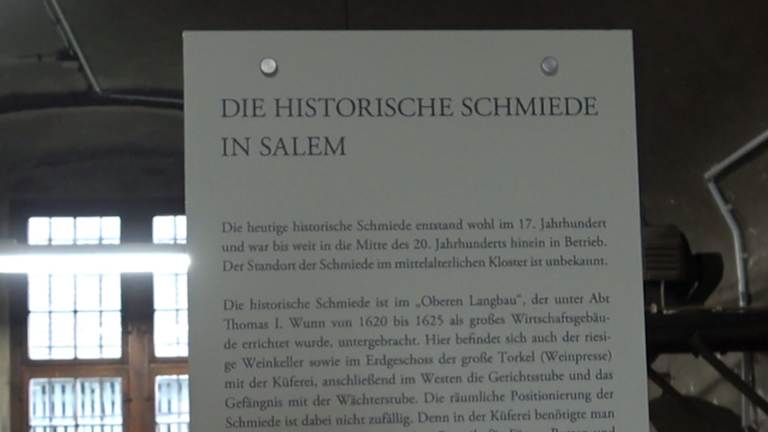 DIE HISTORISCHE SCHMIEDE
IN SALEM
Die heutige historische Schmiede entstand wohl im 17. Jahrhundert
und war bis weit in die Mitte des 20. Jahrhunderts hinein in Betrieb.
Der Standort der Schmiede im mittelalterlichen Kloster ist unbekannt.
Die historische Schmiede ist im „Oberen Langbau“, der unter Abt
Thomas I. Wunn von 1620 bis 1625 als großes Wirtschaftsgebäu-
de errichtet wurde, untergebracht. Hier befindet sich auch der riesi-
ge Weinkeller sowie im Erdgeschoss der große Torkel (Weinpresse)
mit der Küferei, anschließend im Westen die Gerichtsstube und das
Gefängnis mit der Wächterstube. Die räumliche Positionierung der
Schmiede ist dabei nicht zufällig. Denn in der Küferei benötigte man